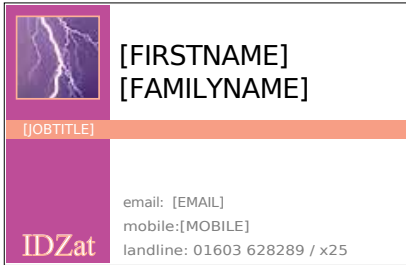 [FIRSTNAME]
[FAMILYNAME]
[JOBTITLE]
email: [EMAIL]
mobile:[MOBILE]
landline: 01603 628289 / x25
IDZat